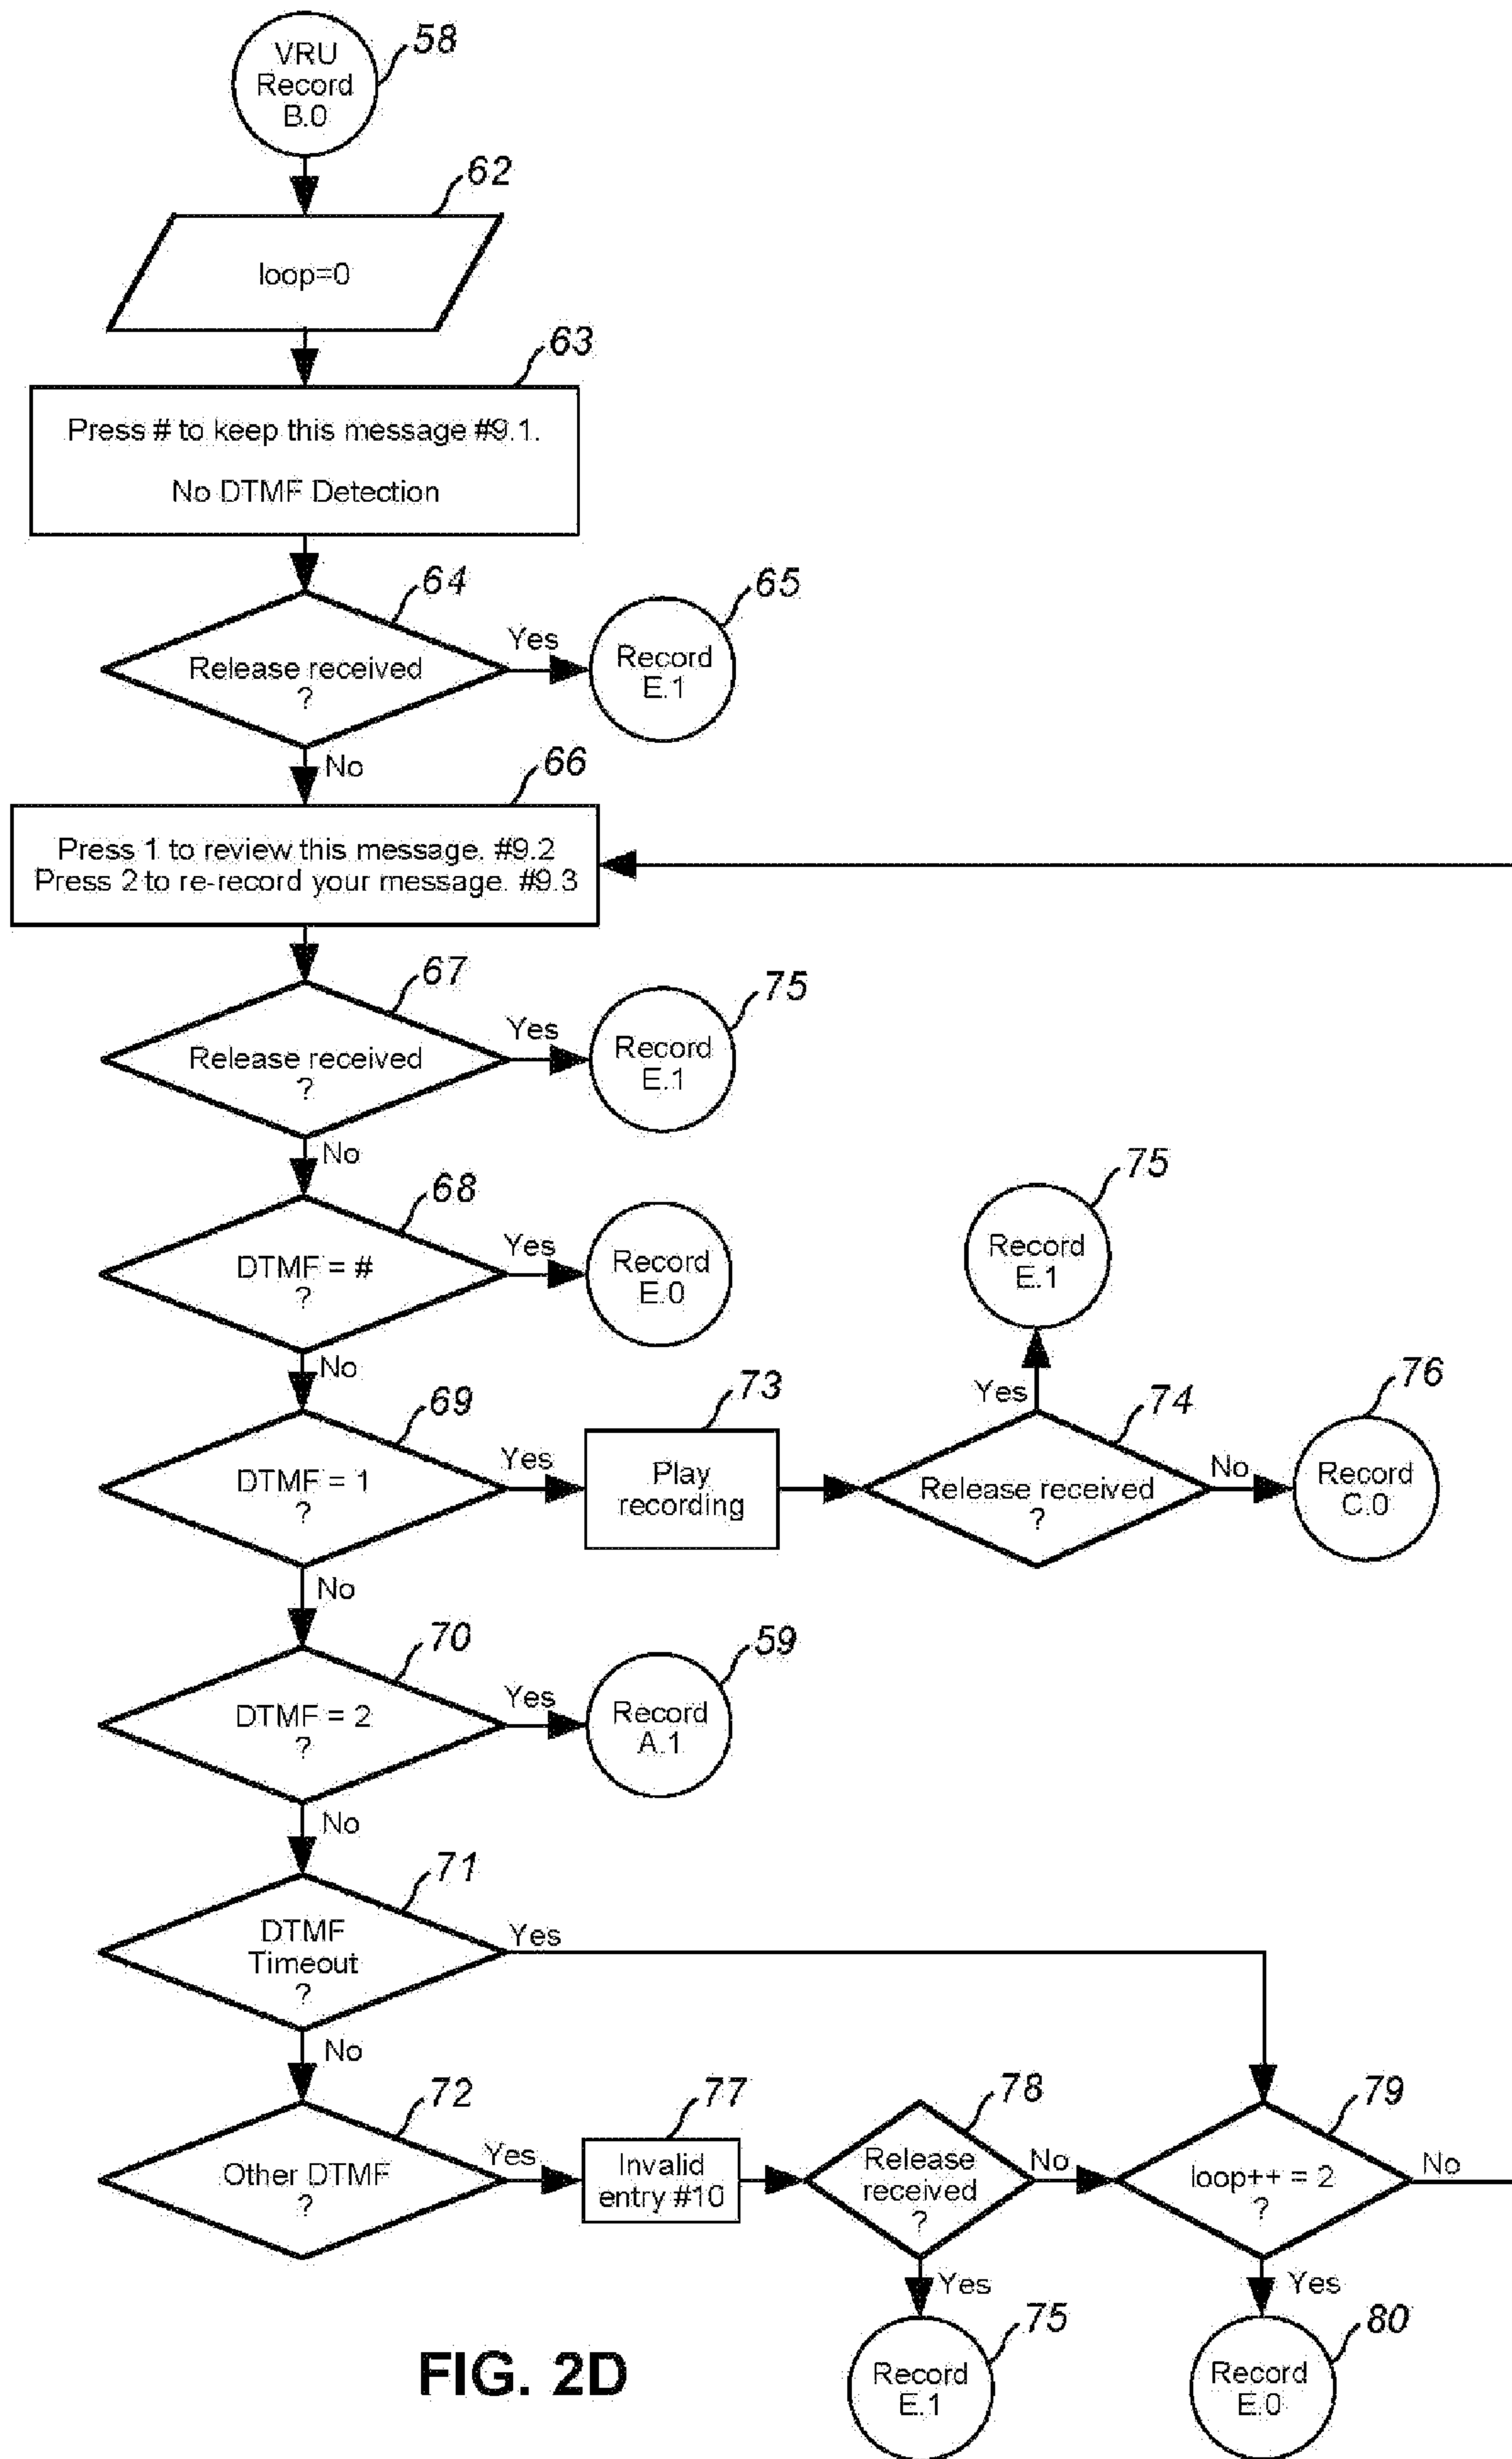 58
VRU
Record
B.0
62
loop=0
63
Press # to keep this message #9.1.
No DTMF Detection
64
Release received
?
Yes
65
Record
E.1
No
66
Press 1 to review this message. #9.2
Press 2 to re-record your message. #9.3
67
Release received
?
Yes
75
Record
E.1
No
68
DTMF = #
?
Yes
Record
E.0
No
69
DTMF = 1
?
Yes
73
Play
recording
74
Release received
?
Yes
75
Record
E.1
No
76
Record
C.0
No
70
DTMF = 2
?
Yes
59
Record
A.1
No
71
DTMF
Timeout
?
Yes
No
72
Other DTMF
?
Yes
77
Invalid
entry #10
78
Release
received
?
No
79
loop++ = 2
?
No
Yes
75
Record
E.1
Yes
80
Record
E.0
FIG. 2D